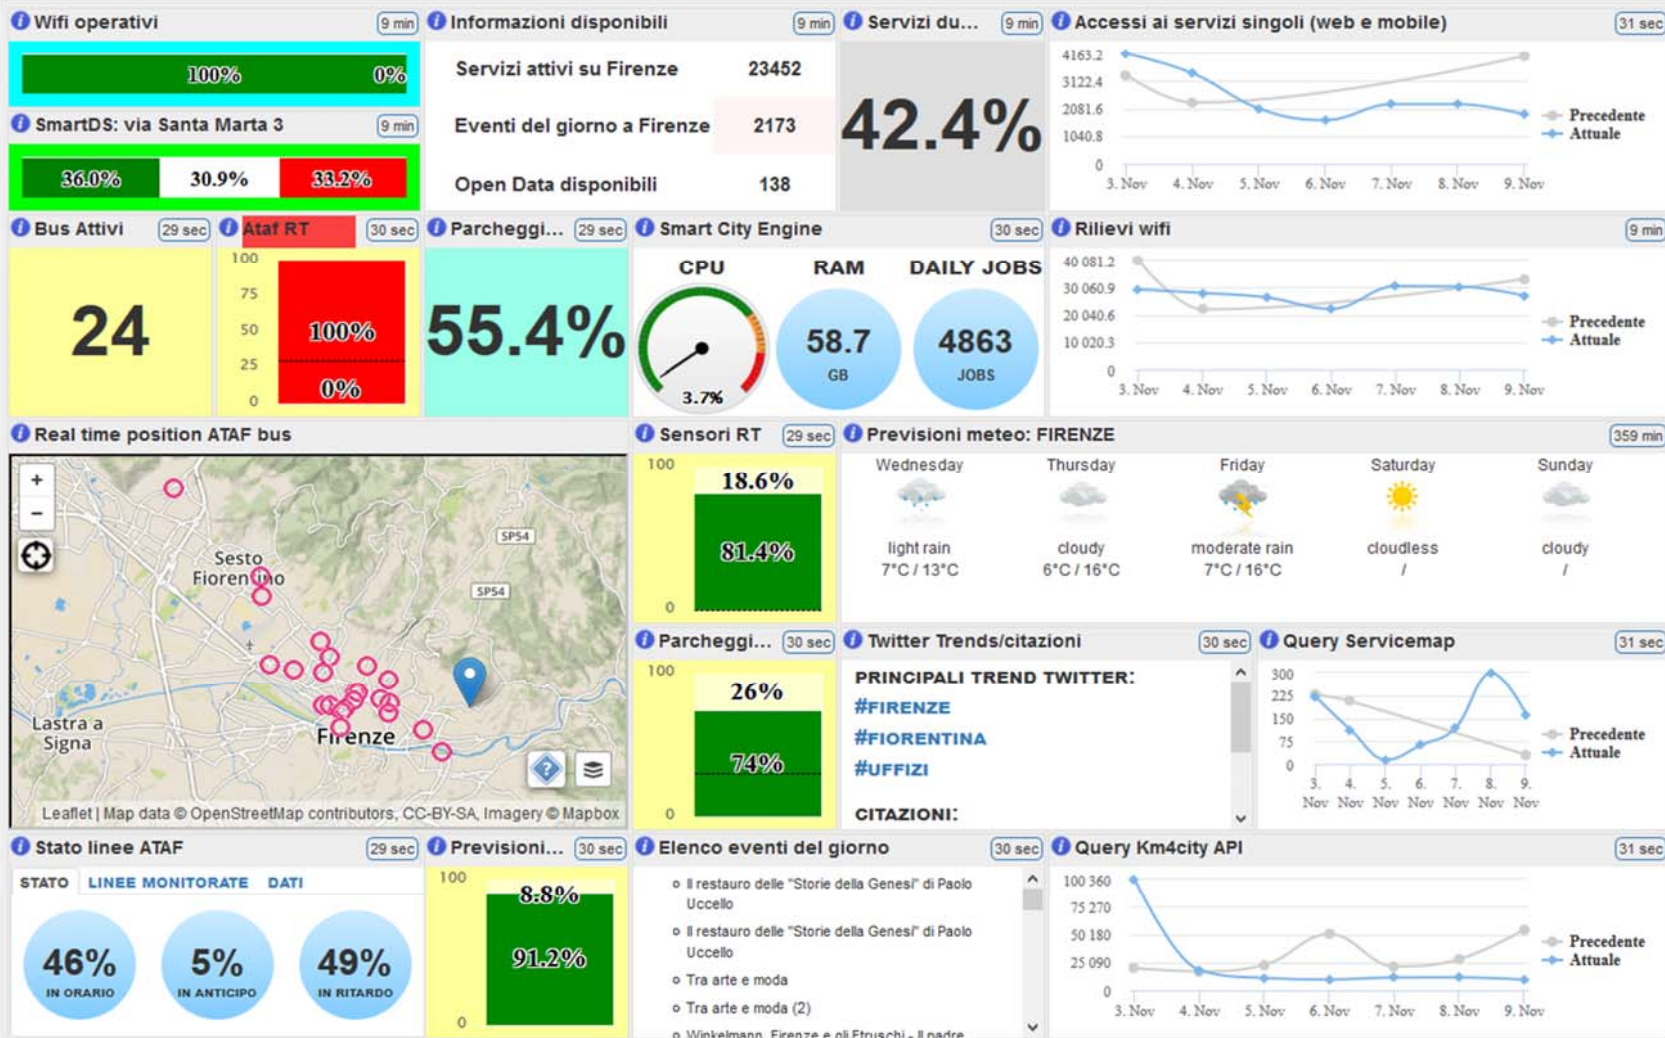 Wifi operativi
9 min
100%
0%
SmartDS: via Santa Marta 3
9 min
36.0%
30.9%
33.2%
Informazioni disponibili
9 min
Servizi attivi su Firenze 23452
Eventi del giorno a Firenze 2173
Open Data disponibili 138
Servizi du...
9 min
42.4%
Accessi ai servizi singoli (web e mobile)
31 sec
4163.2
3122.4
2081.6
1040.8
0
3. Nov 4. Nov 5. Nov 6. Nov 7. Nov 8. Nov 9. Nov
Precedente
Attuale
Bus Attivi
29 sec
24
Ataf RT
30 sec
100
75
50
25
0
100%
0%
Parcheggi...
29 sec
55.4%
Smart City Engine
30 sec
CPU RAM DAILY JOBS
3.7%
58.7
GB
4863
JOBS
Rilievi wifi
9 min
40 081.2
30 060.9
20 040.6
10 020.3
0
3. Nov 4. Nov 5. Nov 6. Nov 7. Nov 8. Nov 9. Nov
Precedente
Attuale
Real time position ATAF bus
+
−
Sesto
Fiorentino
SP54
SP54
Lastra a
Signa
Firenze
?
Leaflet | Map data © OpenStreetMap contributors, CC-BY-SA, Imagery © Mapbox
Sensori RT
29 sec
100
0
18.6%
81.4%
Previsioni meteo: FIRENZE
359 min
Wednesday Thursday Friday Saturday Sunday
light rain cloudy moderate rain cloudless cloudy
7°C / 13°C 6°C / 16°C 7°C / 16°C / /
Parcheggi...
30 sec
100
0
26%
74%
Twitter Trends/citazioni
30 sec
PRINCIPALI TREND TWITTER:
#FIRENZE
#FIORENTINA
#UFFIZI
CITAZIONI:
Query Servicemap
31 sec
300
225
150
75
0
3. 4. 5. 6. 7. 8. 9.
Nov Nov Nov Nov Nov Nov Nov
Precedente
Attuale
Stato linee ATAF
29 sec
STATO LINEE MONITORATE DATI
46%
IN ORARIO
5%
IN ANTICIPO
49%
IN RITARDO
Previsioni...
30 sec
100
0
8.8%
91.2%
Elenco eventi del giorno
30 sec
Il restauro delle "Storie della Genesi" di Paolo
Uccello
Il restauro delle "Storie della Genesi" di Paolo
Uccello
Tra arte e moda
Tra arte e moda (2)
Winkelmann, Firenze e gli Etruschi - Il padre
Query Km4city API
31 sec
100 360
75 270
50 180
25 090
0
3. Nov 4. Nov 5. Nov 6. Nov 7. Nov 8. Nov 9. Nov
Precedente
Attuale